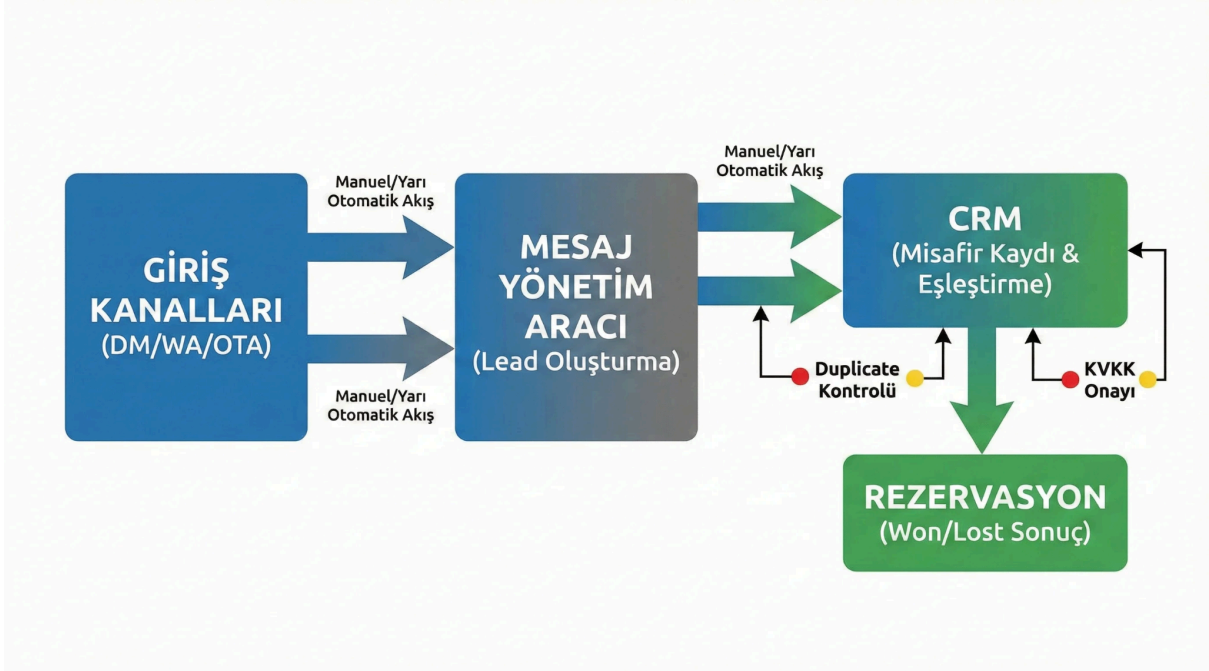 GİRİŞ
KANALLARI
(DM/WA/OTA)
Manuel/Yarı
Otomatik Akış
Manuel/Yarı
Otomatik Akış
MESAJ
YÖNETİM
ARACI
(Lead Oluşturma)
Manuel/Yarı
Otomatik Akış
CRM
(Misafir Kaydı &
Eşleştirme)
Duplicate
Kontrolü
KVKK
Onayı
REZERVASYON
(Won/Lost Sonuç)